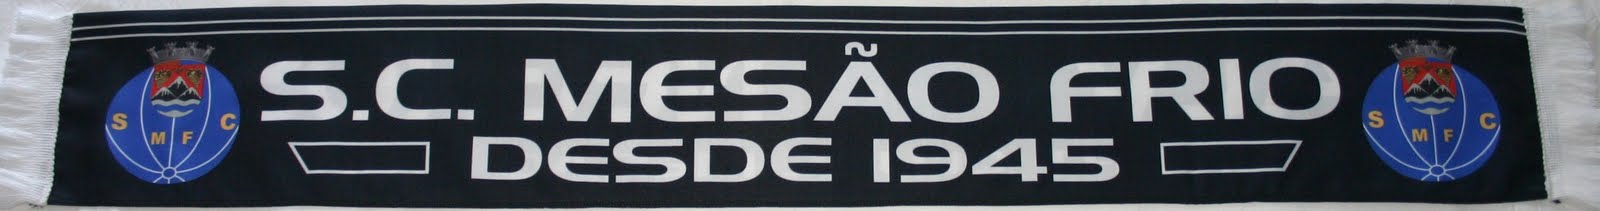 S.C. MESÃO FRIO
DESDE 1945
S M F C
S M F C